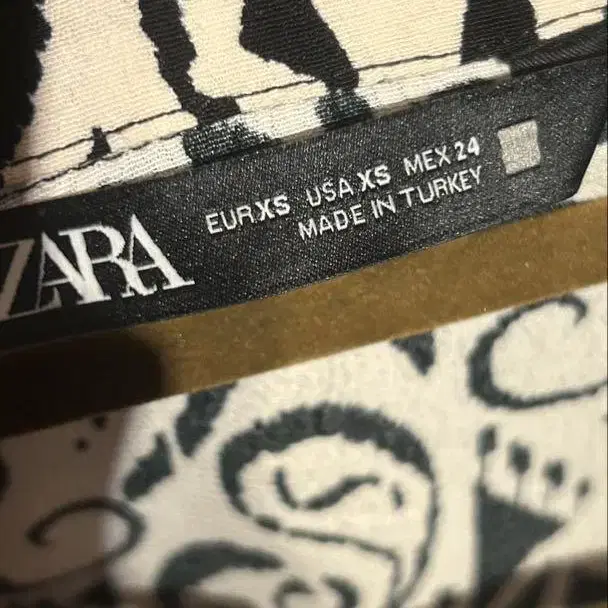 ZARA
EUR XS USA XS MEX 24
MADE IN TURKEY